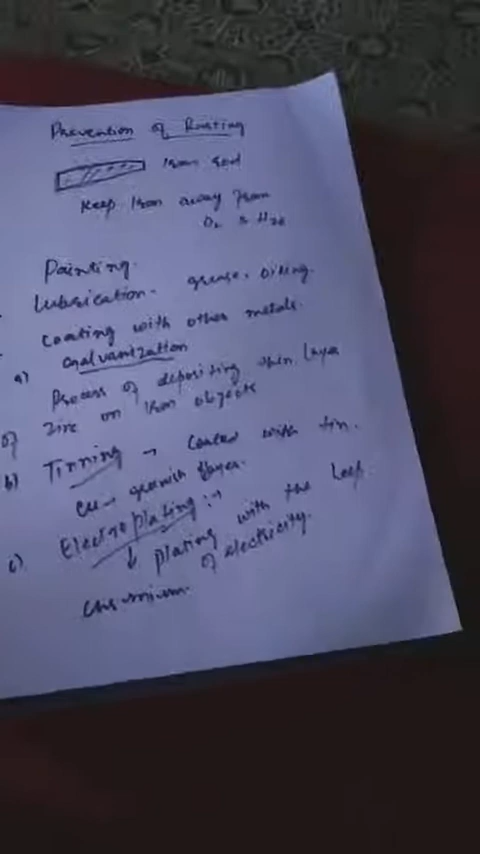 Prevention of Rusting
Iron rod
Keep Iron away from
O₂ & H₂O
Painting.
Lubrication. grease, oiling.
Coating with other metals.
a) Galvanization
Process of depositing thin layer
of zinc on Iron objects
b) Tinning → Coated with tin.
Cu → greenish layer.
c) Electroplating :→
↓ plating with the
of electricity.
Chromium.